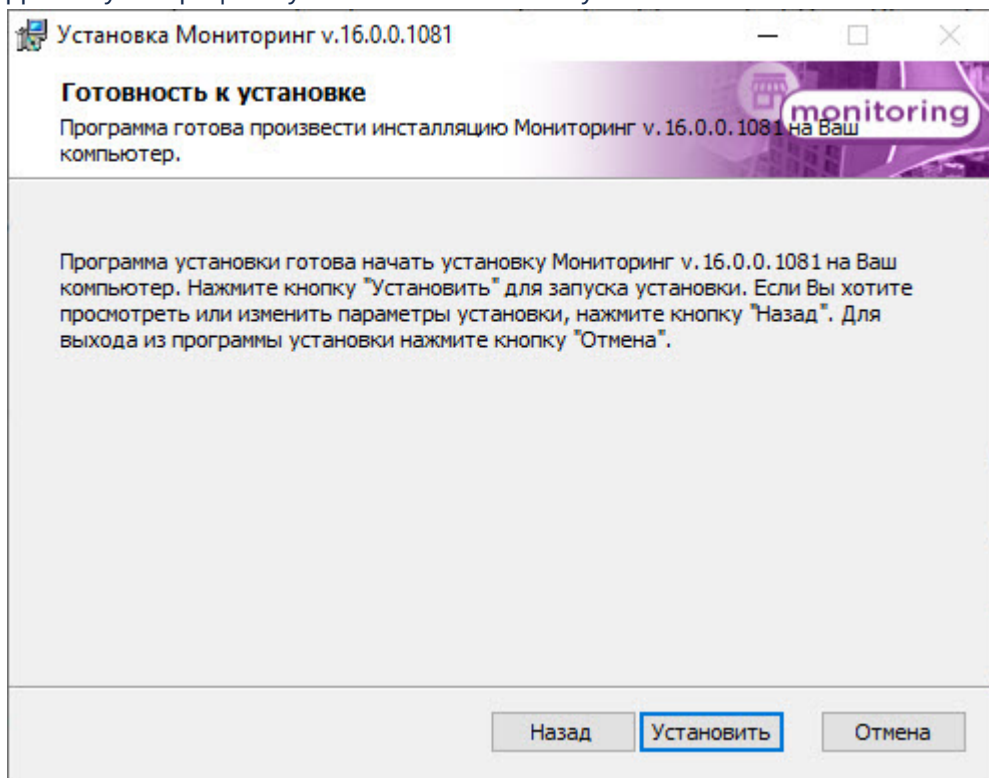 Установка Мониторинг v.16.0.0.1081
Готовность к установке
monitoring
Программа готова произвести инсталляцию Мониторинг v.16.0.0.1081 на Ваш
компьютер.
Программа установки готова начать установку Мониторинг v.16.0.0.1081 на Ваш
компьютер. Нажмите кнопку "Установить" для запуска установки. Если Вы хотите
просмотреть или изменить параметры установки, нажмите кнопку "Назад". Для
выхода из программы установки нажмите кнопку "Отмена".
Назад
Установить
Отмена